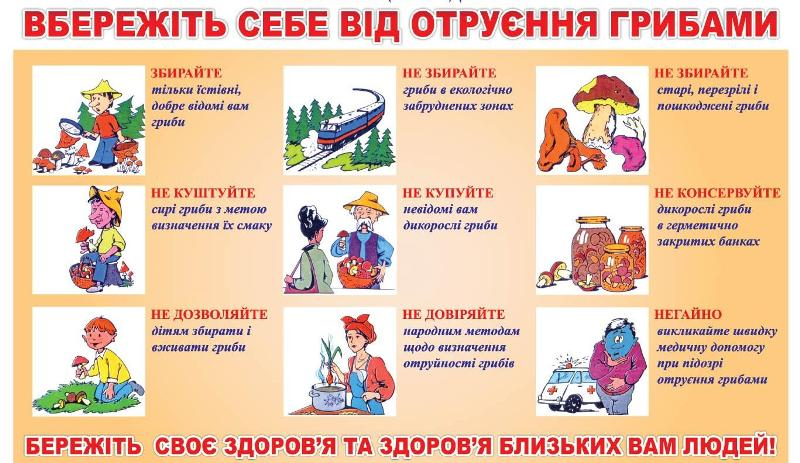 ВБЕРЕЖІТЬ СЕБЕ ВІД ОТРУЄННЯ ГРИБАМИ
ЗБИРАЙТЕ
тільки їстівні,
добре відомі вам
гриби
НЕ ЗБИРАЙТЕ
гриби в екологічно
забруднених зонах
НЕ ЗБИРАЙТЕ
старі, перезрілі і
пошкоджені гриби
НЕ КУШТУЙТЕ
сирі гриби з метою
визначення їх смаку
НЕ КУПУЙТЕ
невідомі вам
дикорослі гриби
НЕ КОНСЕРВУЙТЕ
дикорослі гриби
в герметично
закритих банках
НЕ ДОЗВОЛЯЙТЕ
дітям збирати і
вживати гриби
НЕ ДОВІРЯЙТЕ
народним методам
щодо визначення
отруйності грибів
НЕГАЙНО
викликайте швидку
медичну допомогу
при підозрі
отруєння грибами
БЕРЕЖІТЬ СВОЄ ЗДОРОВ'Я ТА ЗДОРОВ'Я БЛИЗЬКИХ ВАМ ЛЮДЕЙ!